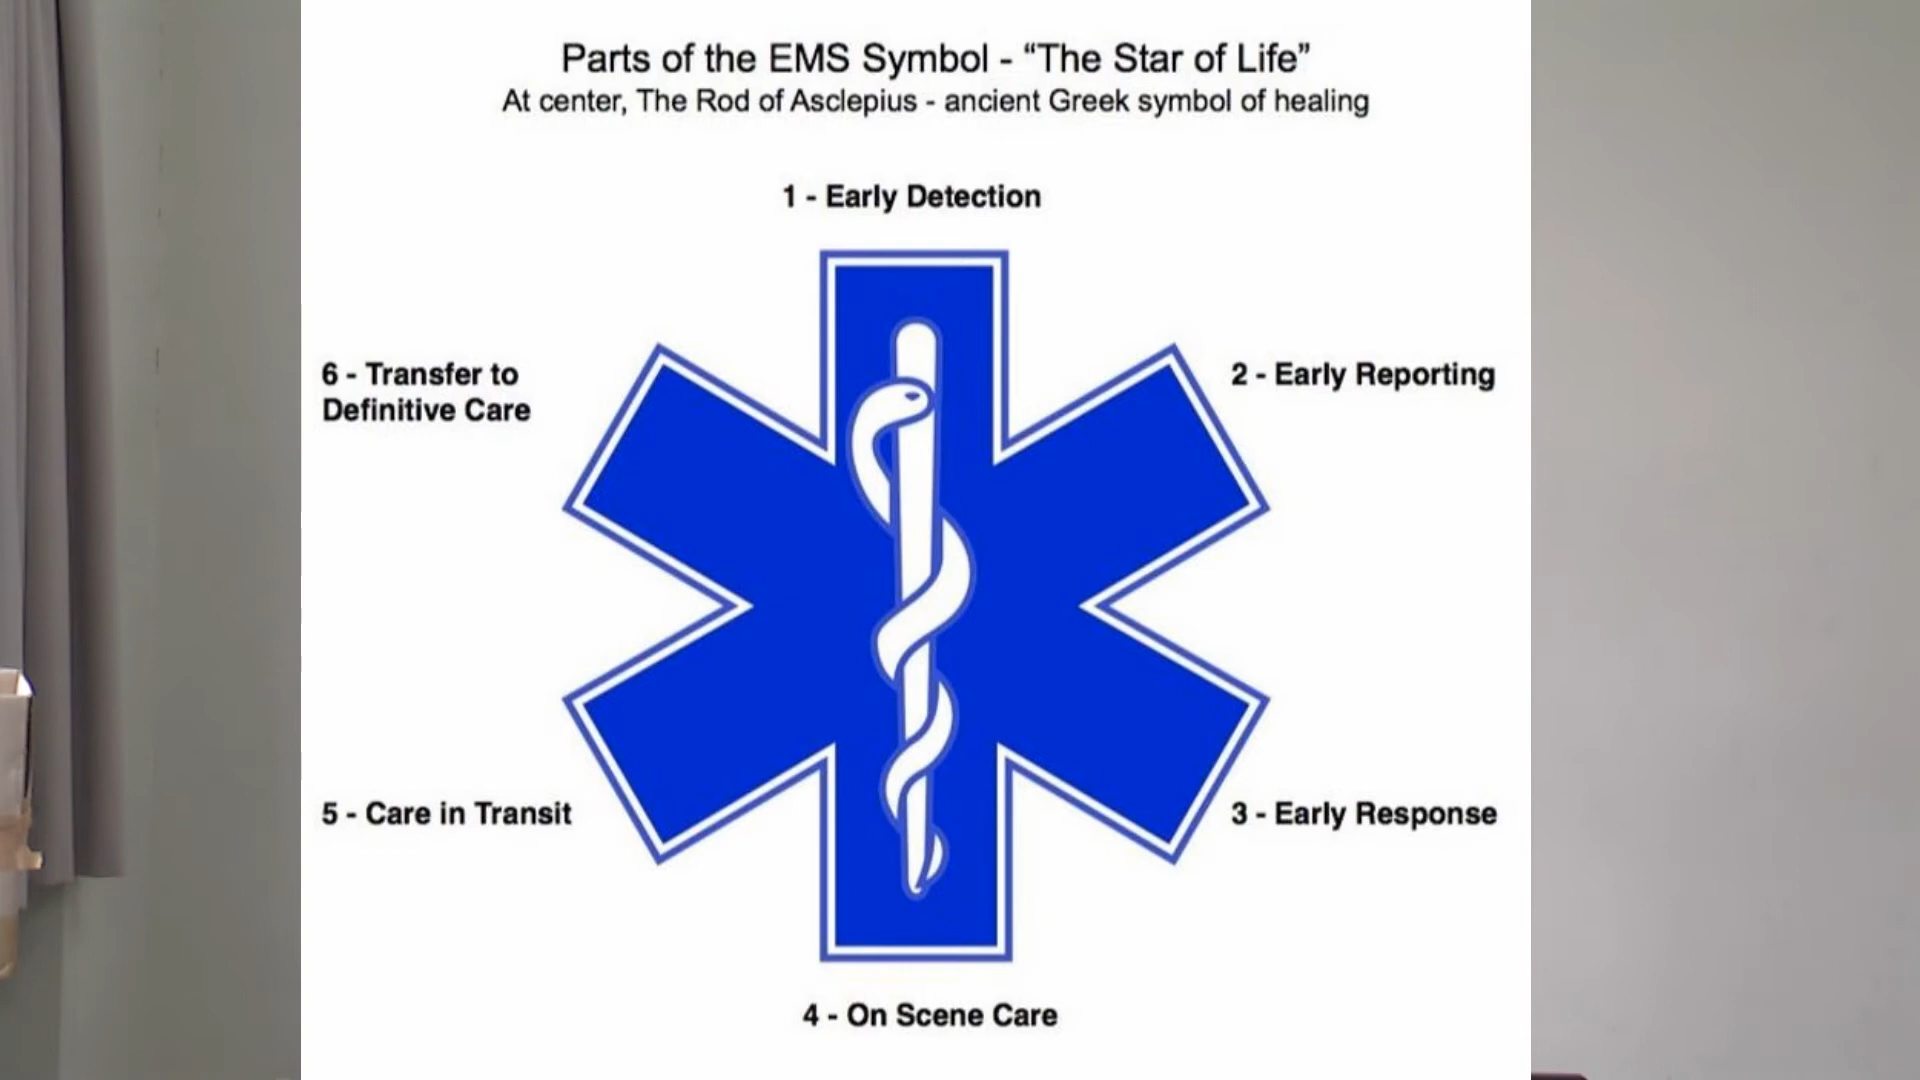 Parts of the EMS Symbol - “The Star of Life”
At center, The Rod of Asclepius - ancient Greek symbol of healing
1 - Early Detection
2 - Early Reporting
3 - Early Response
4 - On Scene Care
5 - Care in Transit
6 - Transfer to
Definitive Care